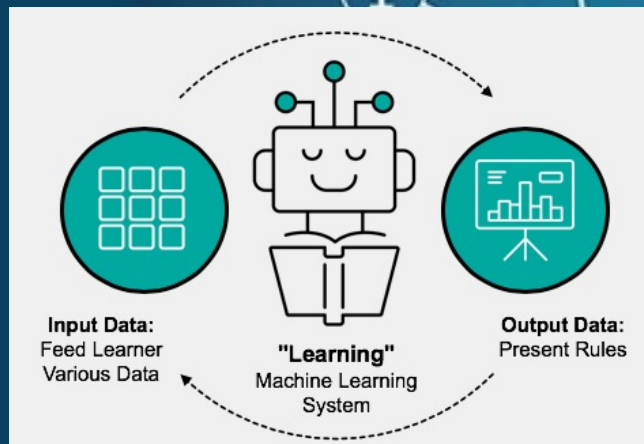 Input Data:
Feed Learner
Various Data
"Learning"
Machine Learning
System
Output Data:
Present Rules